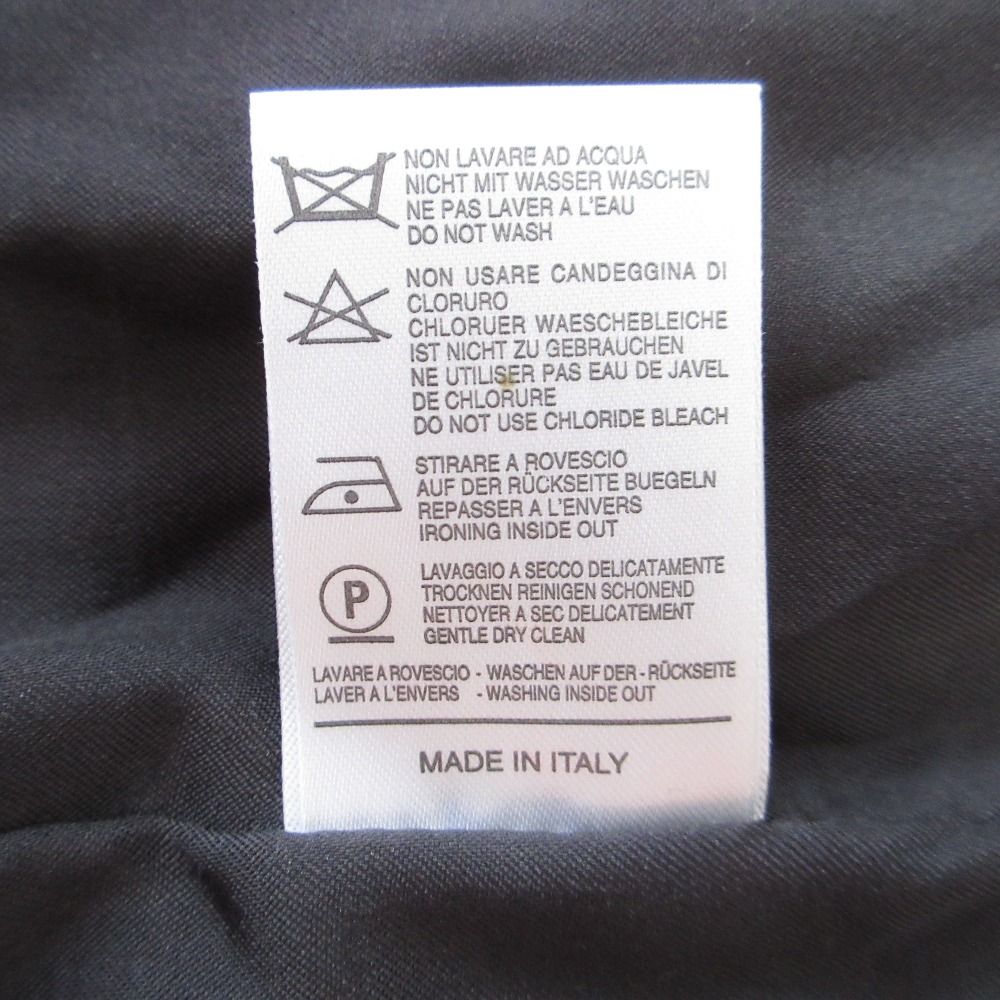 NON LAVARE AD ACQUA
NICHT MIT WASSER WASCHEN
NE PAS LAVER A L'EAU
DO NOT WASH
NON USARE CANDEGGINA DI
CLORURO
CHLORUER WAESCHEBLEICHE
IST NICHT ZU GEBRAUCHEN
NE UTILISER PAS EAU DE JAVEL
DE CHLORURE
DO NOT USE CHLORIDE BLEACH
STIRARE A ROVESCIO
AUF DER RÜCKSEITE BUEGELN
REPASSER A L'ENVERS
IRONING INSIDE OUT
P
LAVAGGIO A SECCO DELICATAMENTE
TROCKNEN REINIGEN SCHONEND
NETTOYER A SEC DELICATEMENT
GENTLE DRY CLEAN
LAVARE A ROVESCIO - WASCHEN AUF DER - RÜCKSEITE
LAVER A L'ENVERS - WASHING INSIDE OUT
MADE IN ITALY